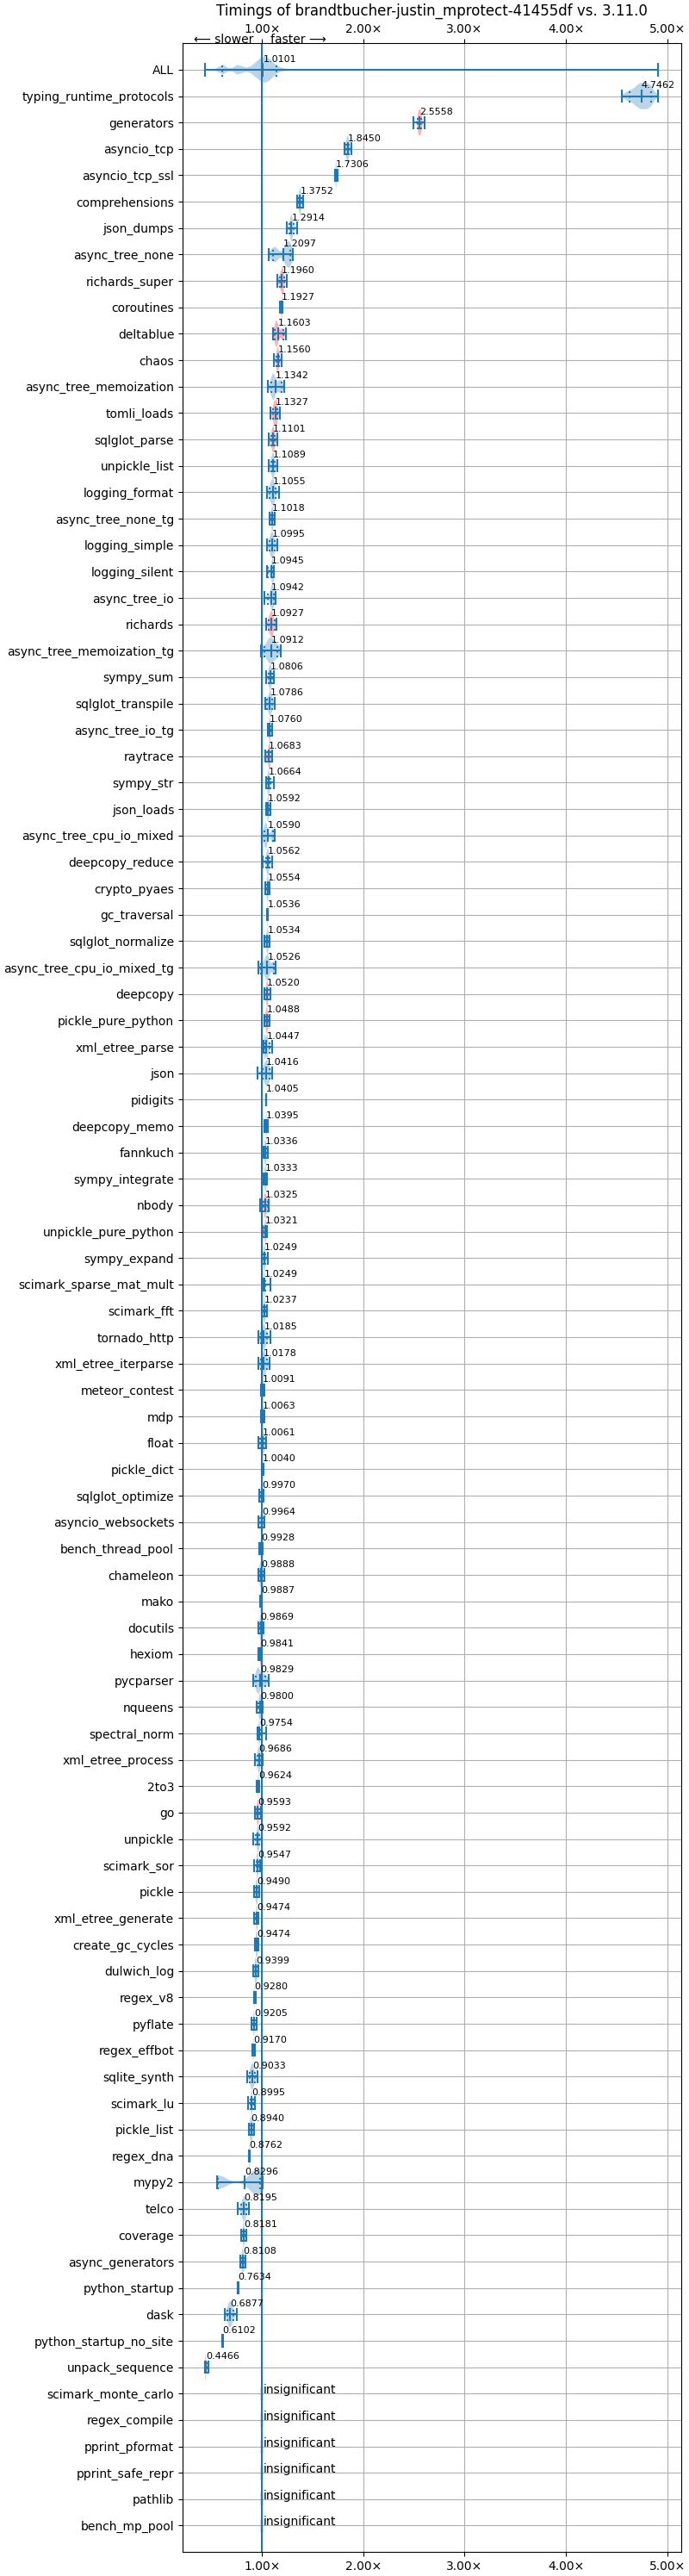 Timings of brandtbucher-justin_mprotect-41455df vs. 3.11.0
1.00× 2.00× 3.00× 4.00× 5.00×
⟵ slower faster ⟶
ALL 1.0101
typing_runtime_protocols 4.7462
generators 2.5558
asyncio_tcp 1.8450
asyncio_tcp_ssl 1.7306
comprehensions 1.3752
json_dumps 1.2914
async_tree_none 1.2097
richards_super 1.1960
coroutines 1.1927
deltablue 1.1603
chaos 1.1560
async_tree_memoization 1.1342
tomli_loads 1.1327
sqlglot_parse 1.1101
unpickle_list 1.1089
logging_format 1.1055
async_tree_none_tg 1.1018
logging_simple 1.0995
logging_silent 1.0945
async_tree_io 1.0942
richards 1.0927
async_tree_memoization_tg 1.0912
sympy_sum 1.0806
sqlglot_transpile 1.0786
async_tree_io_tg 1.0760
raytrace 1.0683
sympy_str 1.0664
json_loads 1.0592
async_tree_cpu_io_mixed 1.0590
deepcopy_reduce 1.0562
crypto_pyaes 1.0554
gc_traversal 1.0536
sqlglot_normalize 1.0534
async_tree_cpu_io_mixed_tg 1.0526
deepcopy 1.0520
pickle_pure_python 1.0488
xml_etree_parse 1.0447
json 1.0416
pidigits 1.0405
deepcopy_memo 1.0395
fannkuch 1.0336
sympy_integrate 1.0333
nbody 1.0325
unpickle_pure_python 1.0321
sympy_expand 1.0249
scimark_sparse_mat_mult 1.0249
scimark_fft 1.0237
tornado_http 1.0185
xml_etree_iterparse 1.0178
meteor_contest 1.0091
mdp 1.0063
float 1.0061
pickle_dict 1.0040
sqlglot_optimize 0.9970
asyncio_websockets 0.9964
bench_thread_pool 0.9928
chameleon 0.9888
mako 0.9887
docutils 0.9869
hexiom 0.9841
pycparser 0.9829
nqueens 0.9800
spectral_norm 0.9754
xml_etree_process 0.9686
2to3 0.9624
go 0.9593
unpickle 0.9592
scimark_sor 0.9547
pickle 0.9490
xml_etree_generate 0.9474
create_gc_cycles 0.9474
dulwich_log 0.9399
regex_v8 0.9280
pyflate 0.9205
regex_effbot 0.9170
sqlite_synth 0.9033
scimark_lu 0.8995
pickle_list 0.8940
regex_dna 0.8762
mypy2 0.8296
telco 0.8195
coverage 0.8181
async_generators 0.8108
python_startup 0.7634
dask 0.6877
python_startup_no_site 0.6102
unpack_sequence 0.4466
scimark_monte_carlo insignificant
regex_compile insignificant
pprint_pformat insignificant
pprint_safe_repr insignificant
pathlib insignificant
bench_mp_pool insignificant
1.00× 2.00× 3.00× 4.00× 5.00×